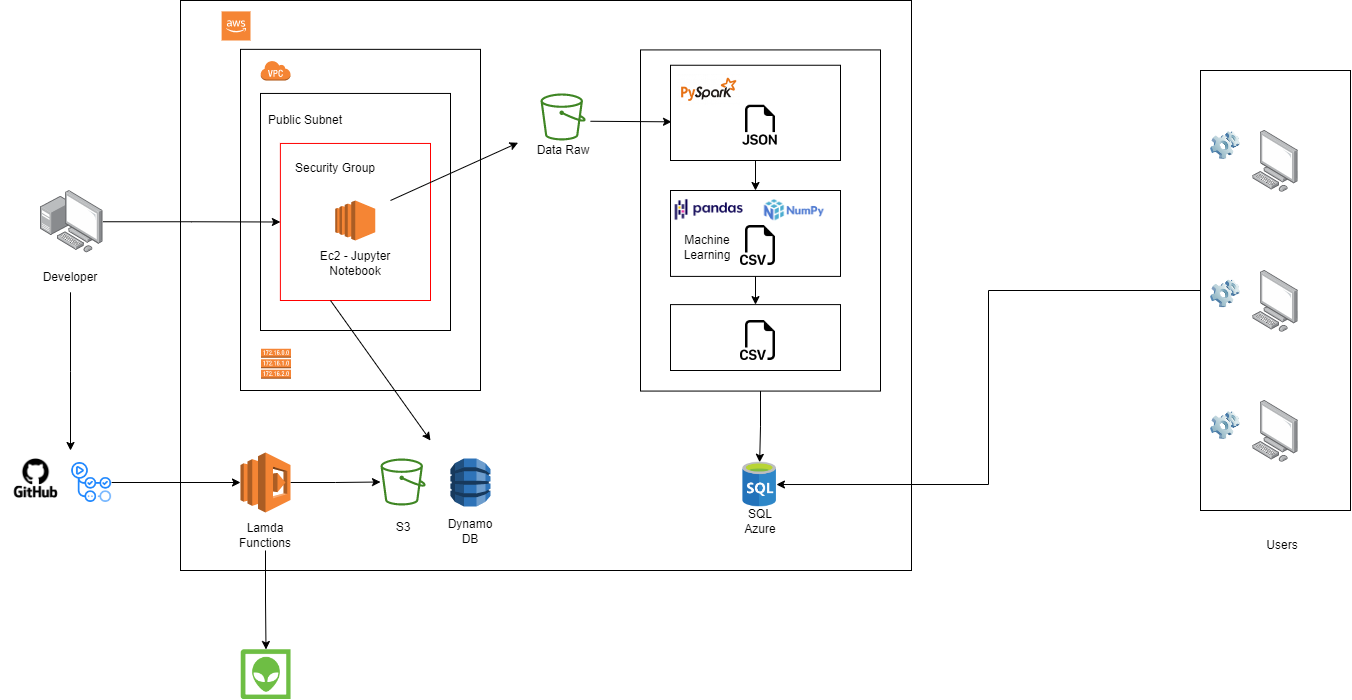 aws
VPC
Public Subnet
Security Group
Ec2 - Jupyter
Notebook
172.16.0.0
172.16.1.0
172.16.2.0
Developer
GitHub
Lamda
Functions
S3
Dynamo
DB
Data Raw
PySpark
JSON
pandas
NumPy
Machine
Learning
CSV
CSV
SQL
SQL
Azure
Users